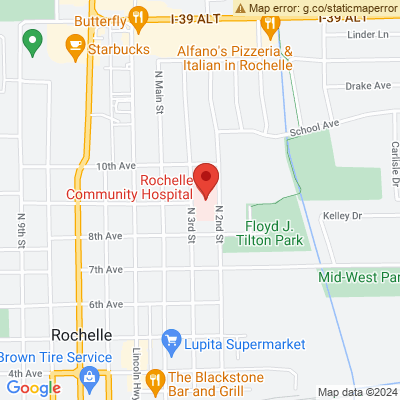 Map error: g.co/staticmaperror
I-39 ALT
I-39 ALT
Butterfly
Starbucks
Alfano's Pizzeria &
Italian in Rochelle
Linder Ln
Drake Ave
N Main St
School Ave
10th Ave
Rochelle
Community Hospital
Carlisle Dr
N 9th St
N 3rd St
N 2nd St
Kelley Dr
Floyd J.
Tilton Park
8th Ave
7th Ave
Mid-West Par
6th Ave
Rochelle
Lupita Supermarket
Brown Tire Service
Lincoln Hwy
4th Ave
The Blackstone
Bar and Grill
Google
Map data ©2024